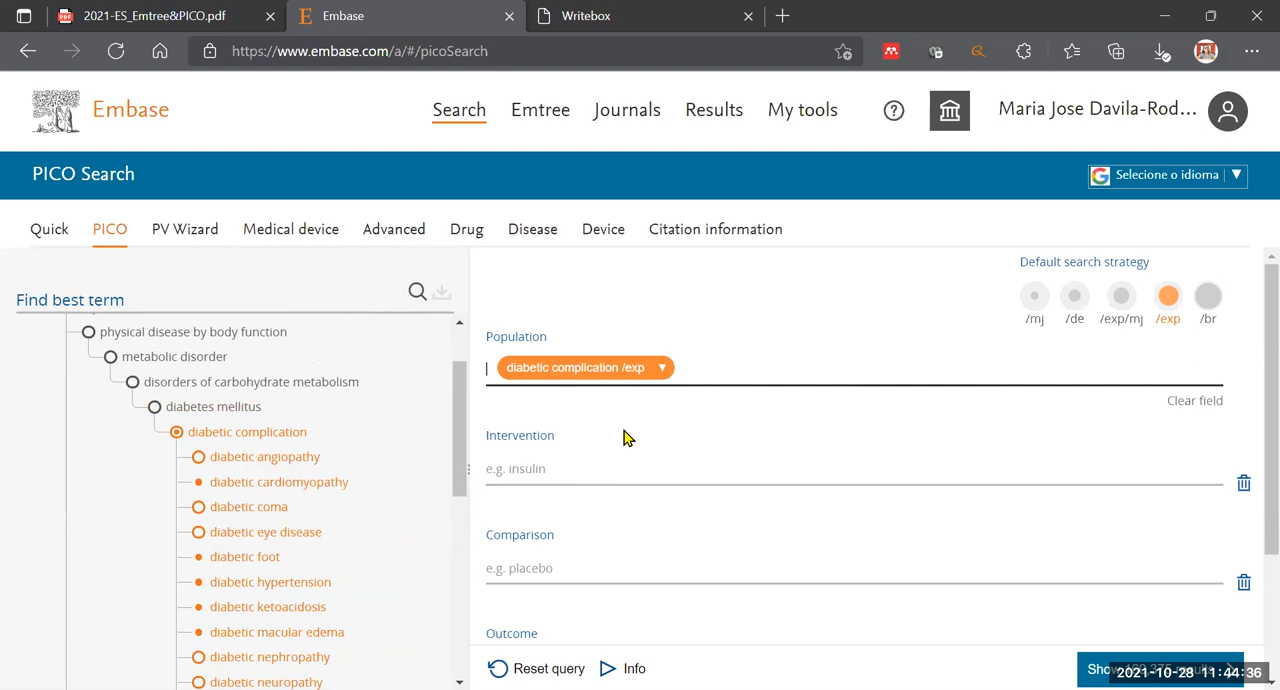 2021-ES_Emtree&PICO.pdf
Embase
Writebox
https://www.embase.com/a/#/picoSearch
Embase
Search
Emtree
Journals
Results
My tools
Maria Jose Davila-Rod...
PICO Search
Selecione o idioma
Quick
PICO
PV Wizard
Medical device
Advanced
Drug
Disease
Device
Citation information
Find best term
physical disease by body function
metabolic disorder
disorders of carbohydrate metabolism
diabetes mellitus
diabetic complication
diabetic angiopathy
diabetic cardiomyopathy
diabetic coma
diabetic eye disease
diabetic foot
diabetic hypertension
diabetic ketoacidosis
diabetic macular edema
diabetic nephropathy
diabetic neuropathy
Default search strategy
/mj
/de
/exp/mj
/exp
/br
Population
diabetic complication /exp
Clear field
Intervention
e.g. insulin
Comparison
e.g. placebo
Outcome
Reset query
Info
2021-10-28 11:44:36